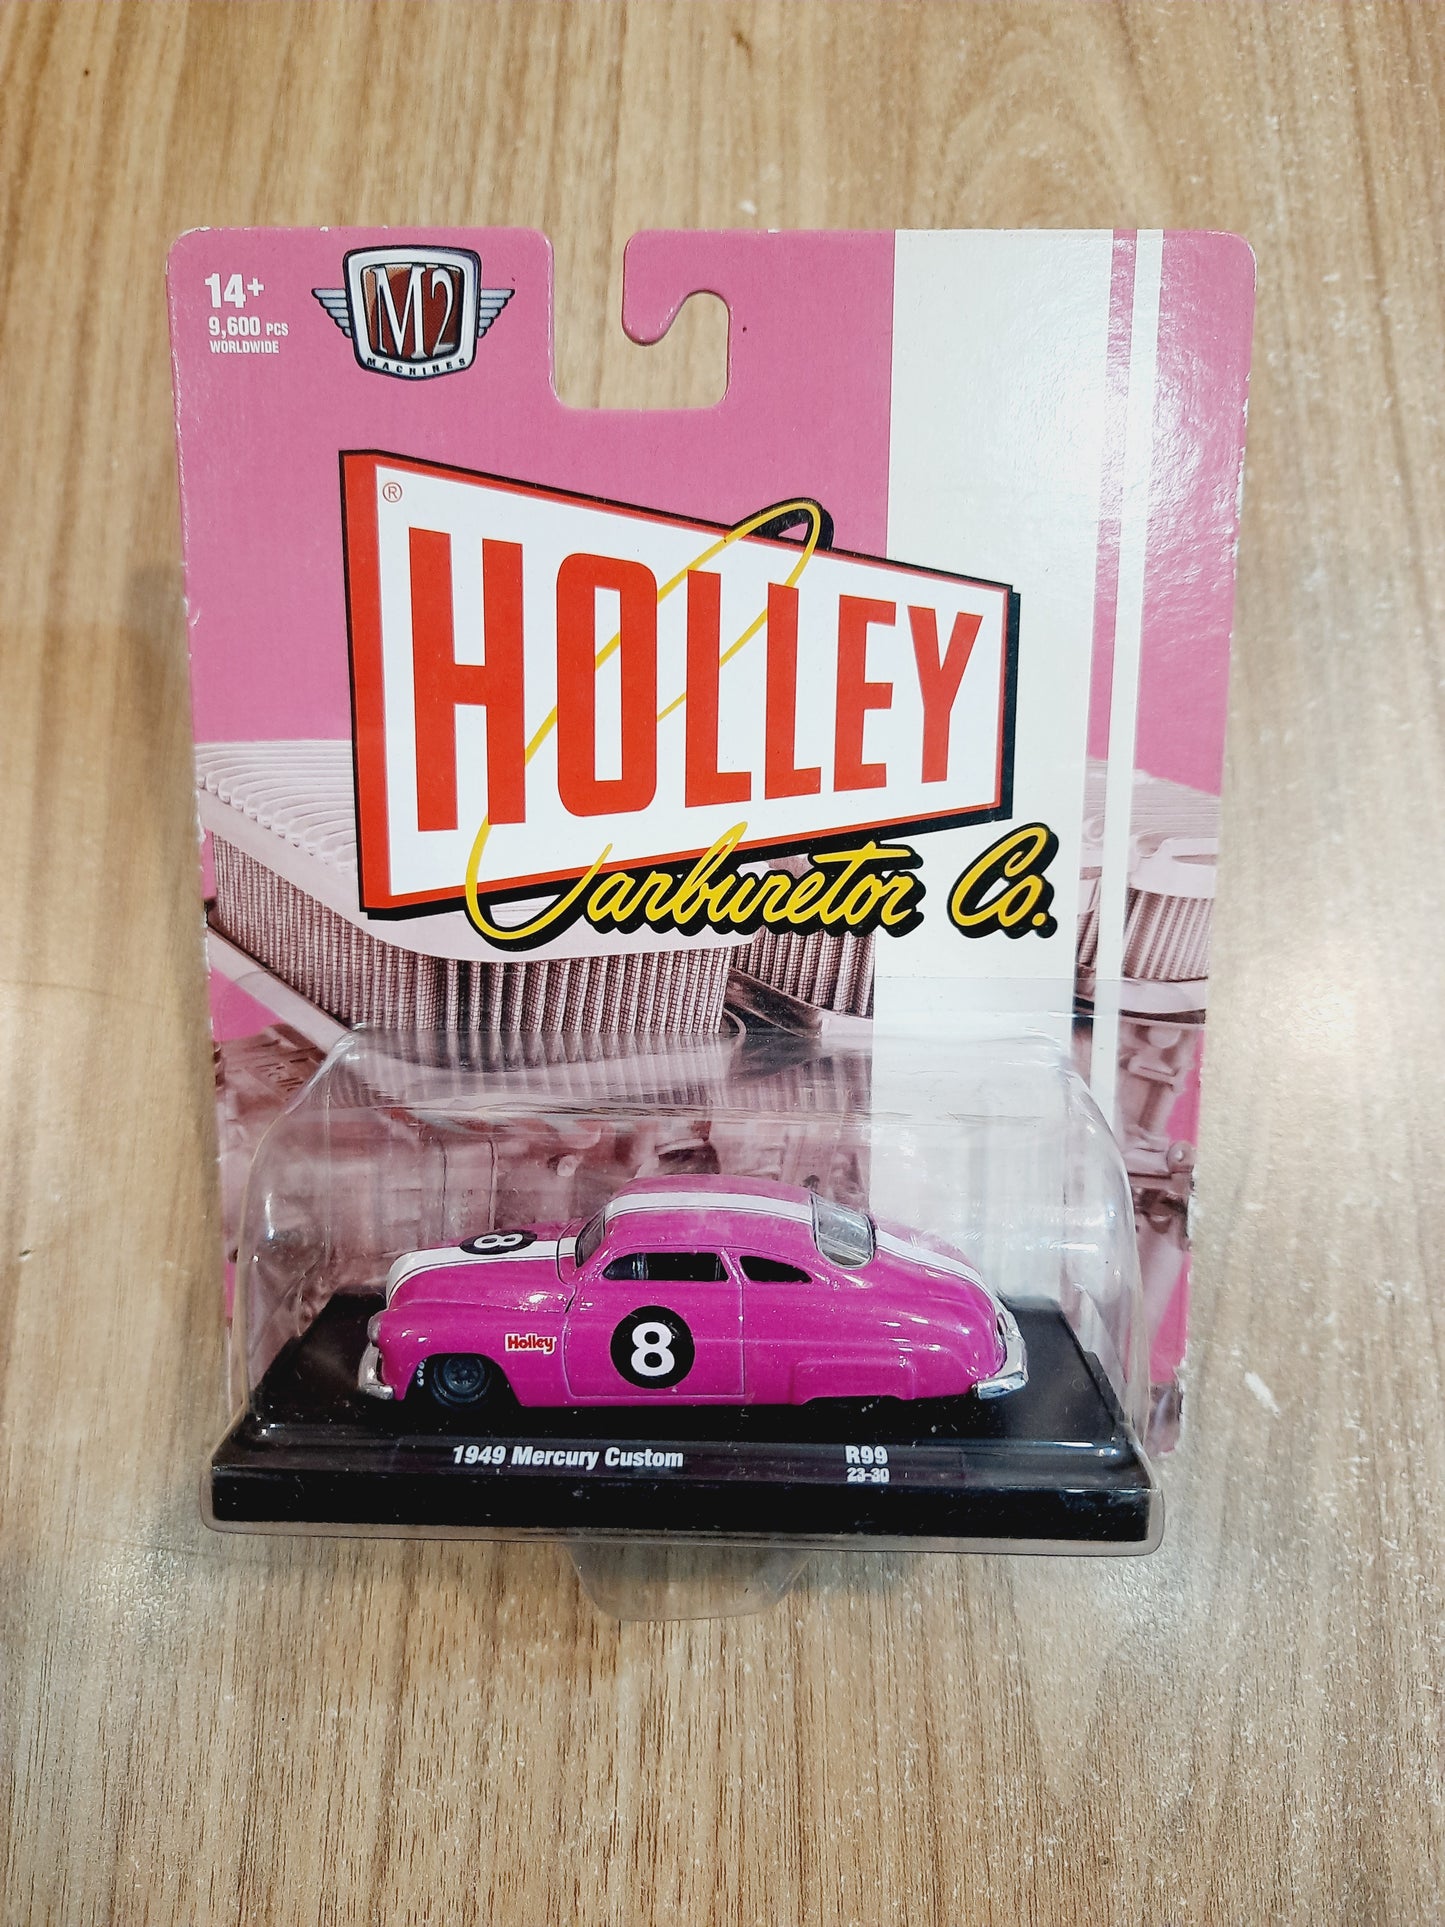 14+
9,600 PCS
WORLDWIDE
M2
MACHINES
®
HOLLEY
Carburetor Co.
8
Holley
8
1949 Mercury Custom
R99
23-30